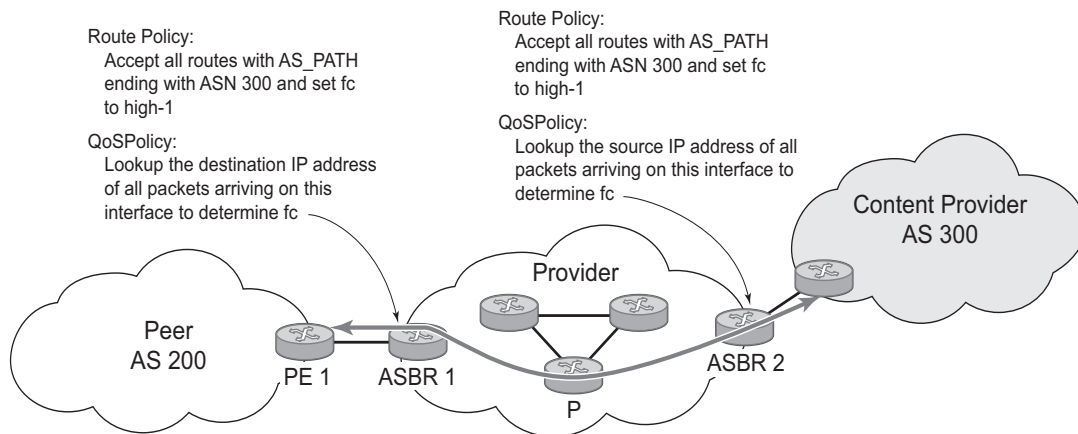 Route Policy:
Accept all routes with AS_PATH
ending with ASN 300 and set fc
to high-1
QoSPolicy:
Lookup the destination IP address
of all packets arriving on this
interface to determine fc
Route Policy:
Accept all routes with AS_PATH
ending with ASN 300 and set fc
to high-1
QoSPolicy:
Lookup the source IP address of all
packets arriving on this interface to
determine fc
Content Provider
AS 300
Provider
Peer
AS 200
PE 1
ASBR 1
P
ASBR 2